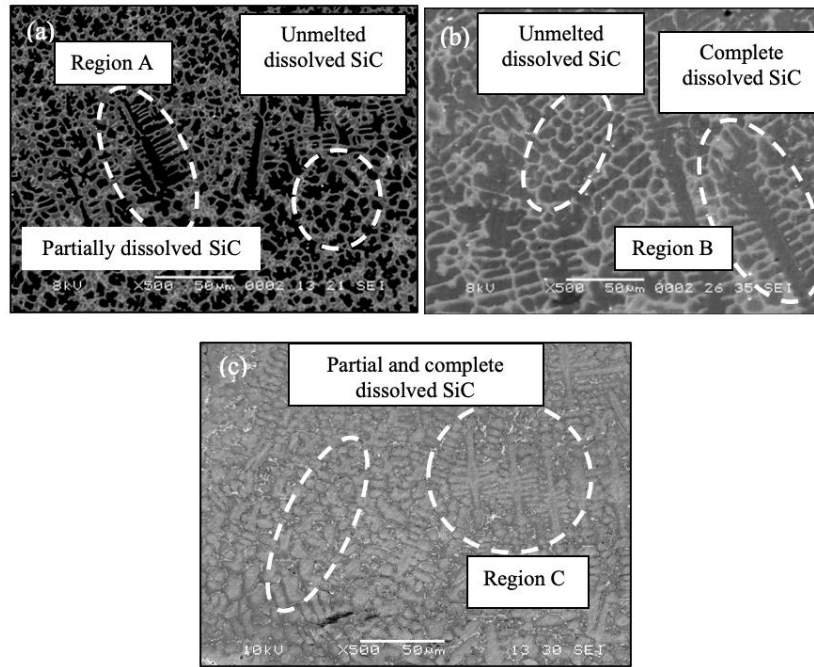 (a)
Region A
Unmelted
dissolved SiC
Partially dissolved SiC
8kV X500 50μm 0002 13 21 SEI
(b)
Unmelted
dissolved SiC
Complete
dissolved SiC
Region B
8kV X500 50μm 0002 26 35 SEI
(c)
Partial and complete
dissolved SiC
Region C
10kV X500 50μm 13 30 SEI